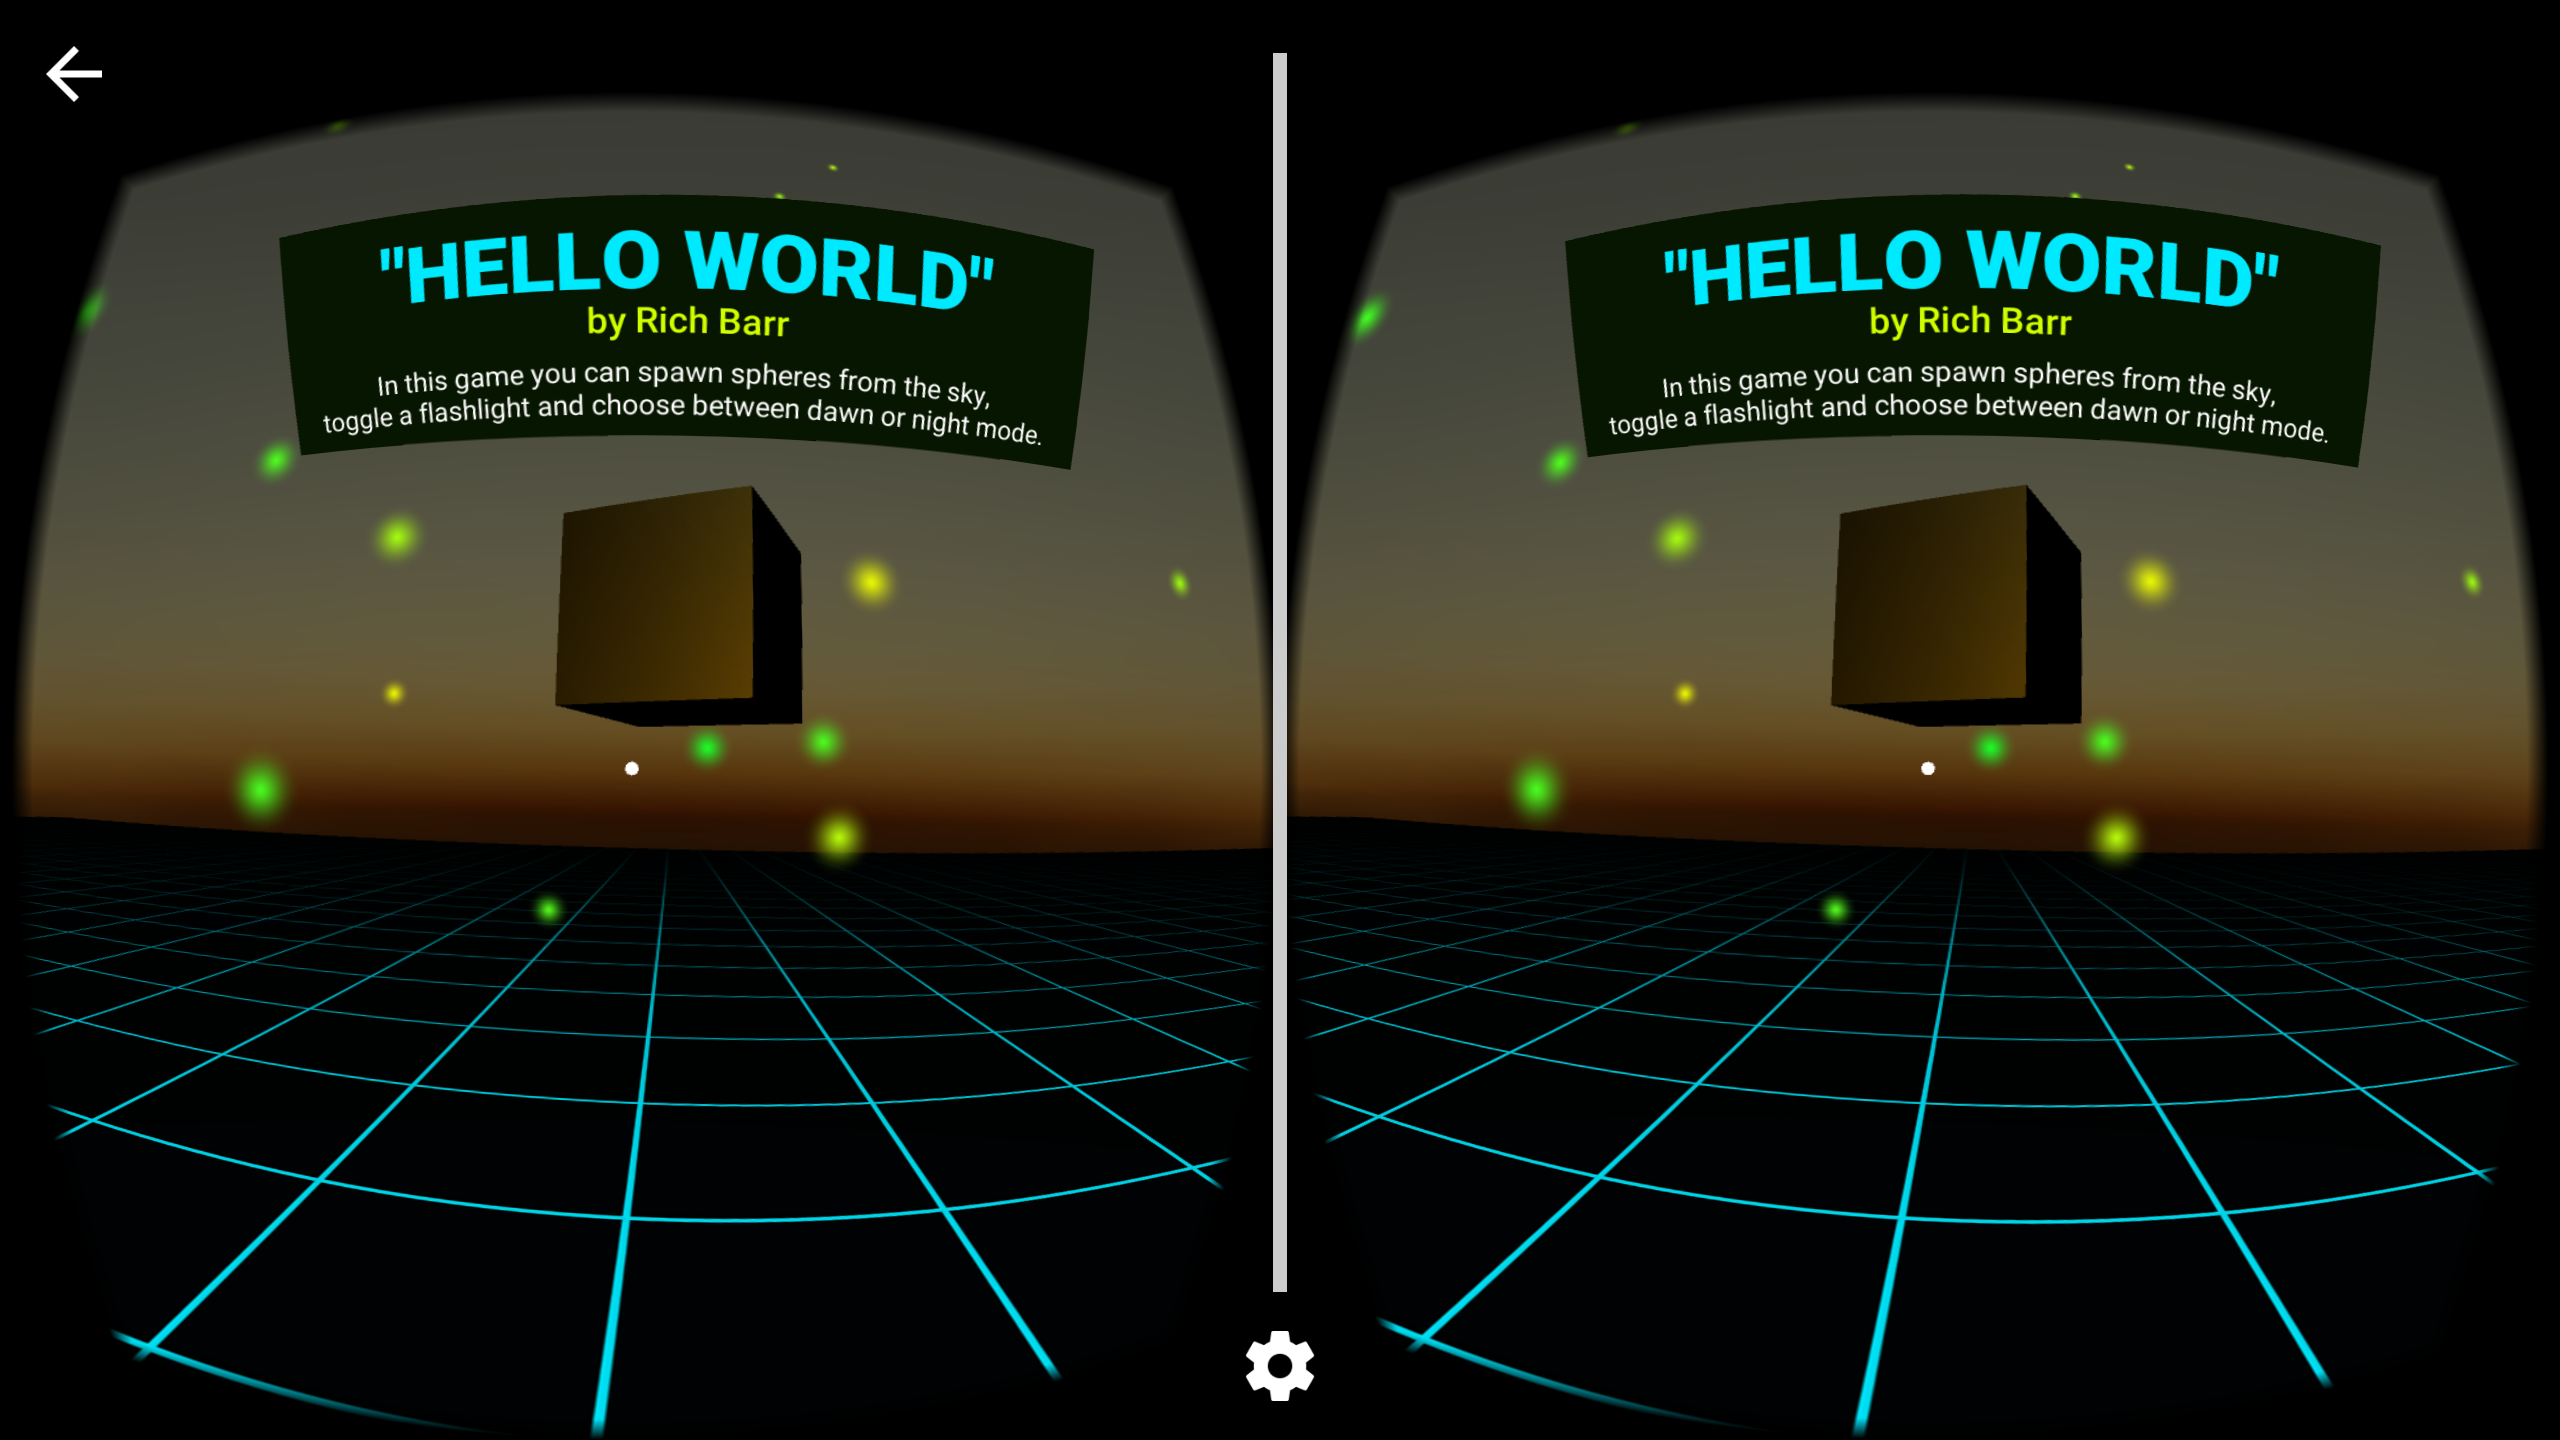 "HELLO WORLD"
by Rich Barr
In this game you can spawn spheres from the sky,
toggle a flashlight and choose between dawn or night mode.
"HELLO WORLD"
by Rich Barr
In this game you can spawn spheres from the sky,
toggle a flashlight and choose between dawn or night mode.